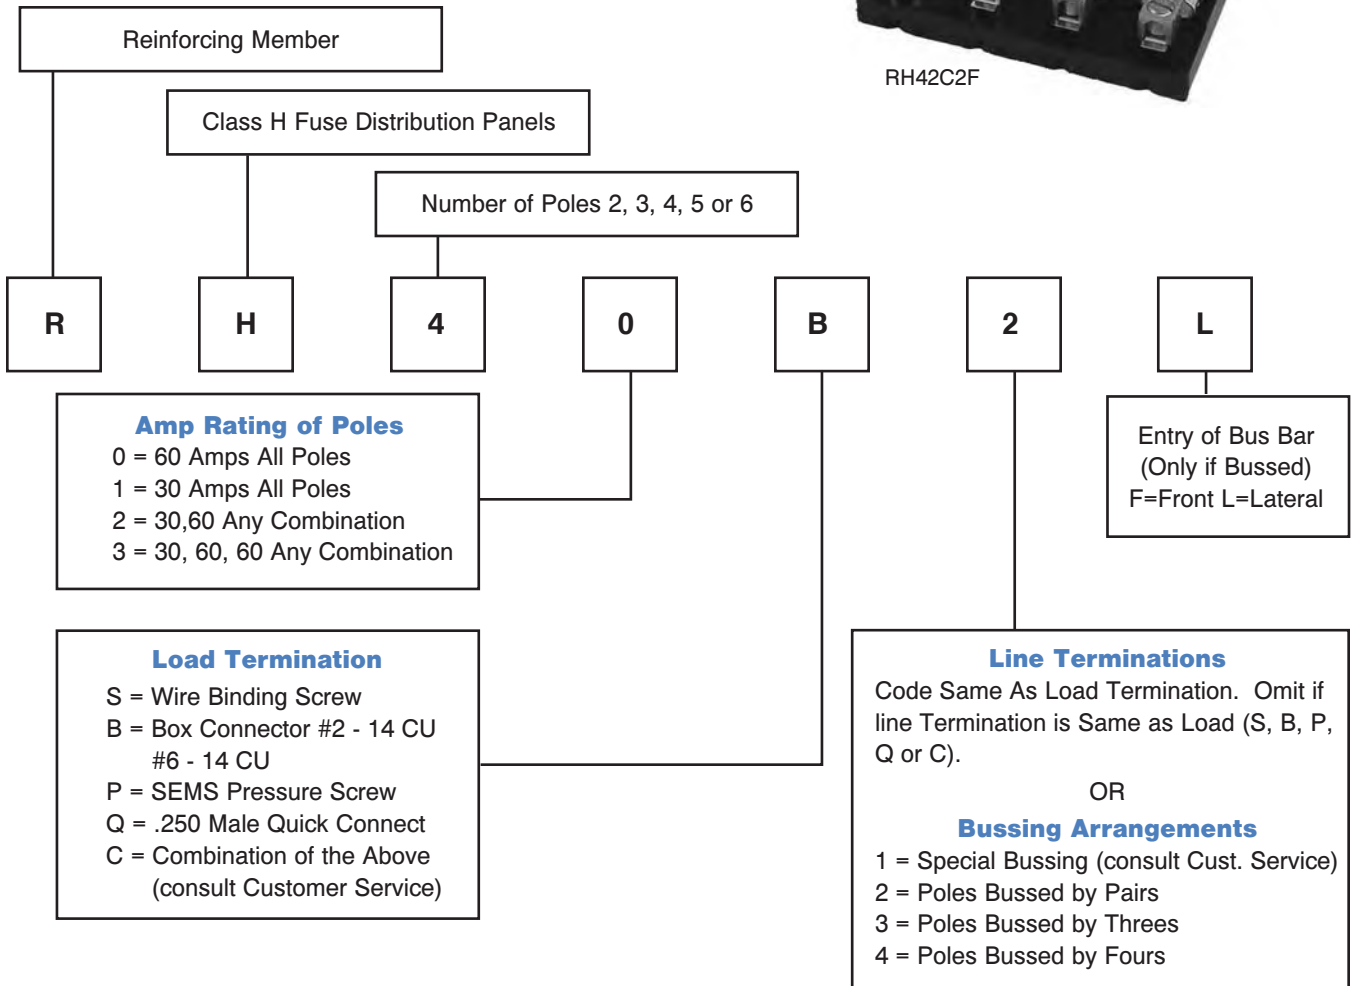 Reinforcing Member
RH42C2F
Class H Fuse Distribution Panels
Number of Poles 2, 3, 4, 5 or 6
R H 4 0 B 2 L
Amp Rating of Poles
0 = 60 Amps All Poles
1 = 30 Amps All Poles
2 = 30,60 Any Combination
3 = 30, 60, 60 Any Combination
Entry of Bus Bar
(Only if Bussed)
F=Front L=Lateral
Load Termination
S = Wire Binding Screw
B = Box Connector #2 - 14 CU
#6 - 14 CU
P = SEMS Pressure Screw
Q = .250 Male Quick Connect
C = Combination of the Above
(consult Customer Service)
Line Terminations
Code Same As Load Termination. Omit if
line Termination is Same as Load (S, B, P,
Q or C).
OR
Bussing Arrangements
1 = Special Bussing (consult Cust. Service)
2 = Poles Bussed by Pairs
3 = Poles Bussed by Threes
4 = Poles Bussed by Fours